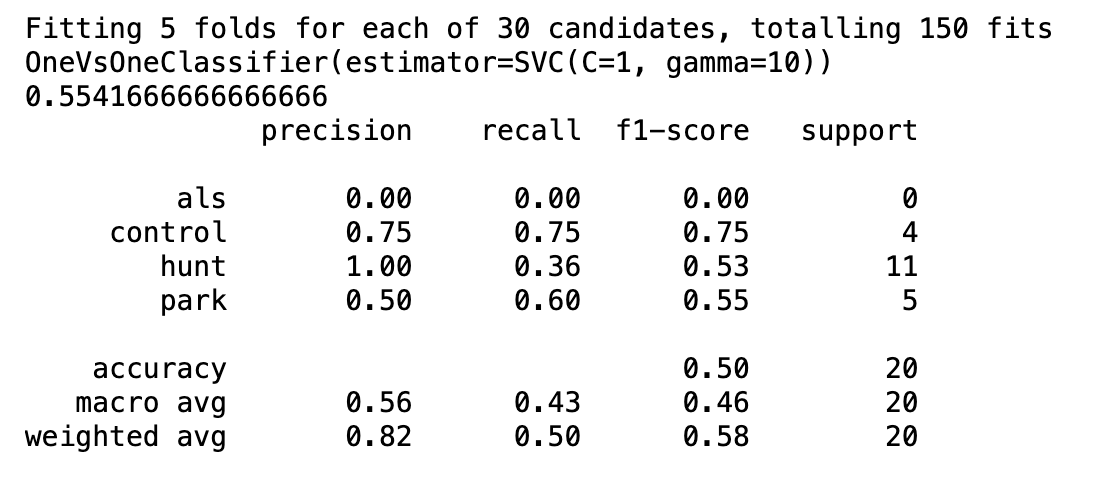 Fitting 5 folds for each of 30 candidates, totalling 150 fits
OneVsOneClassifier(estimator=SVC(C=1, gamma=10))
0.5541666666666666
precision recall f1-score support
als 0.00 0.00 0.00 0
control 0.75 0.75 0.75 4
hunt 1.00 0.36 0.53 11
park 0.50 0.60 0.55 5
accuracy 0.50 20
macro avg 0.56 0.43 0.46 20
weighted avg 0.82 0.50 0.58 20